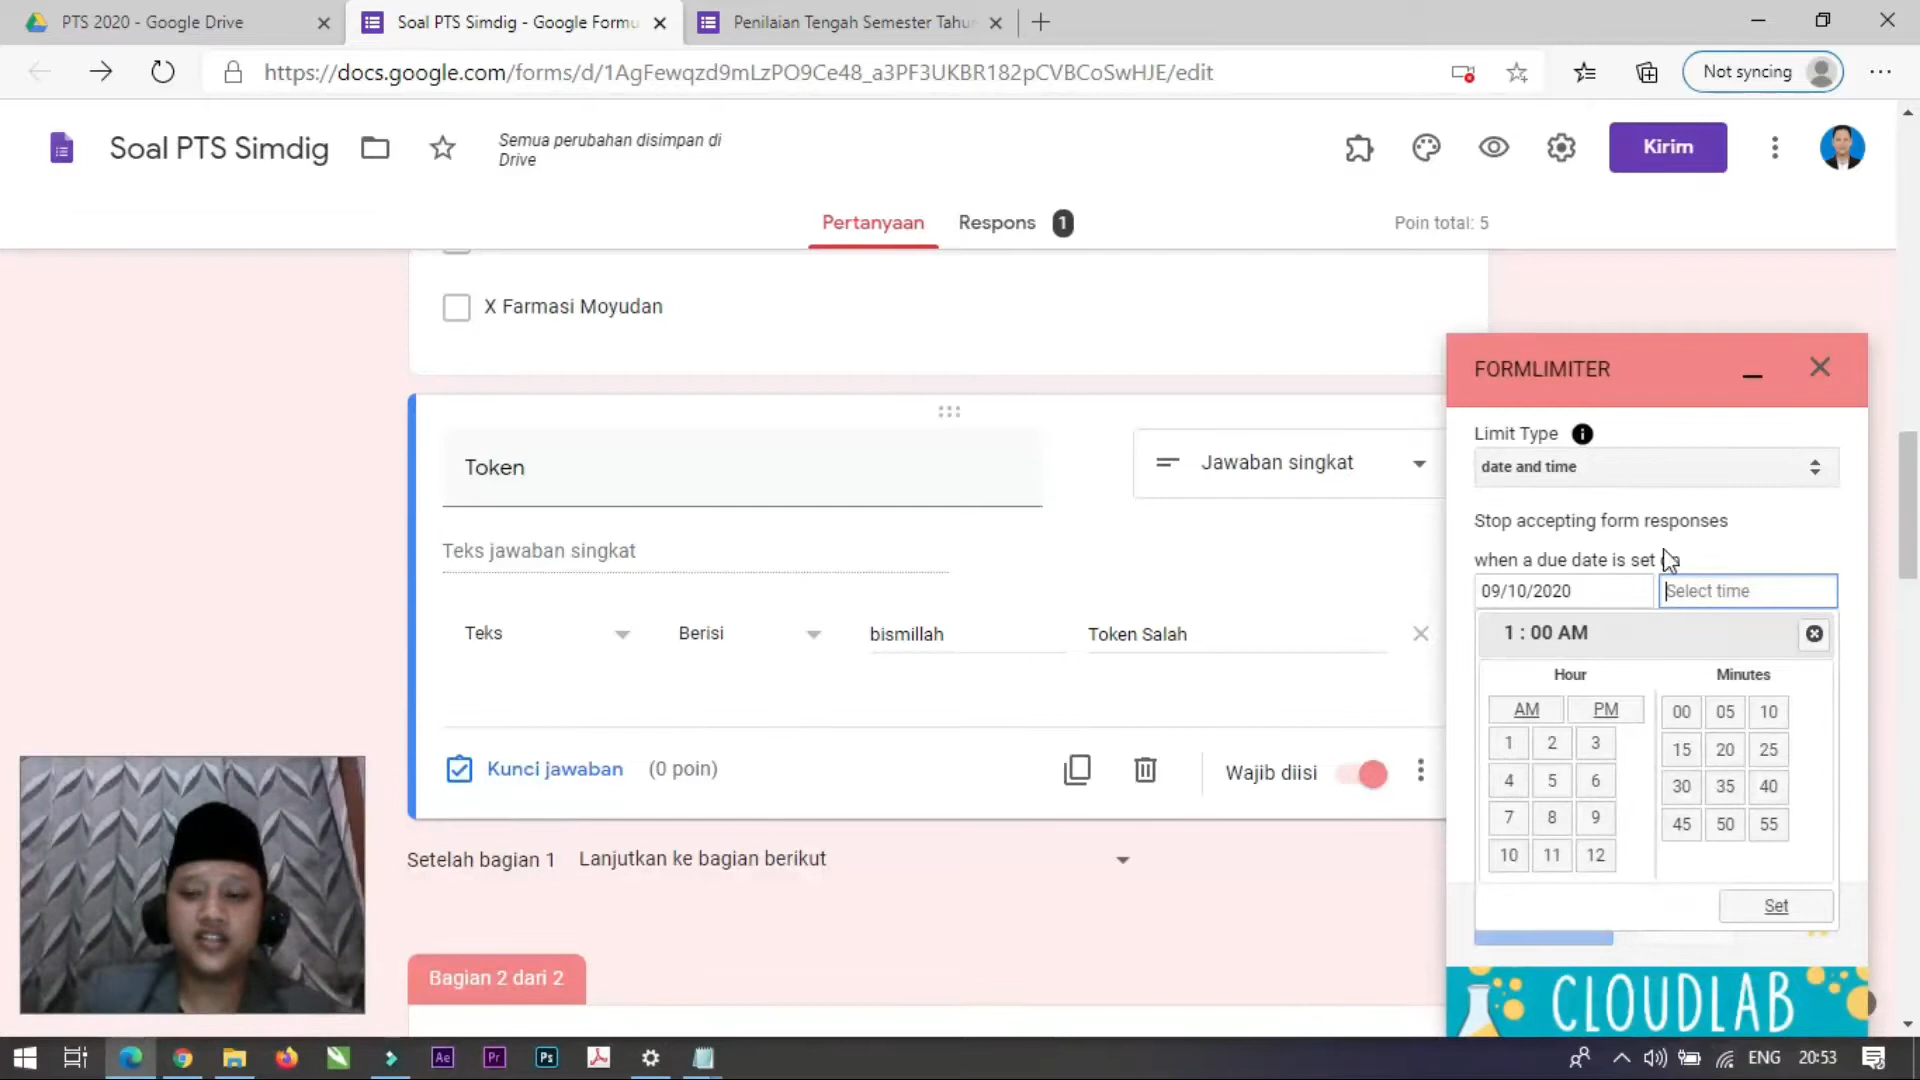 PTS 2020 - Google Drive
Soal PTS Simdig - Google Formu
Penilaian Tengah Semester Tahu
https://docs.google.com/forms/d/1AgFewqzd9mLzPO9Ce48_a3PF3UKBR182pCVBCoSwHJE/edit
Not syncing
Soal PTS Simdig
Semua perubahan disimpan di
Drive
Kirim
Pertanyaan
Respons 1
Poin total: 5
X Farmasi Moyudan
Token
Jawaban singkat
Teks jawaban singkat
Teks
Berisi
bismillah
Token Salah
Kunci jawaban (0 poin)
Wajib diisi
Setelah bagian 1 Lanjutkan ke bagian berikut
Bagian 2 dari 2
FORMLIMITER
Limit Type
date and time
Stop accepting form responses
when a due date is set
09/10/2020
Select time
1 : 00 AM
Hour
Minutes
AM PM
00 05 10
1 2 3
15 20 25
4 5 6
30 35 40
7 8 9
45 50 55
10 11 12
Set
CLOUDLAB
Ae
Pr
Ps
ENG
20:53